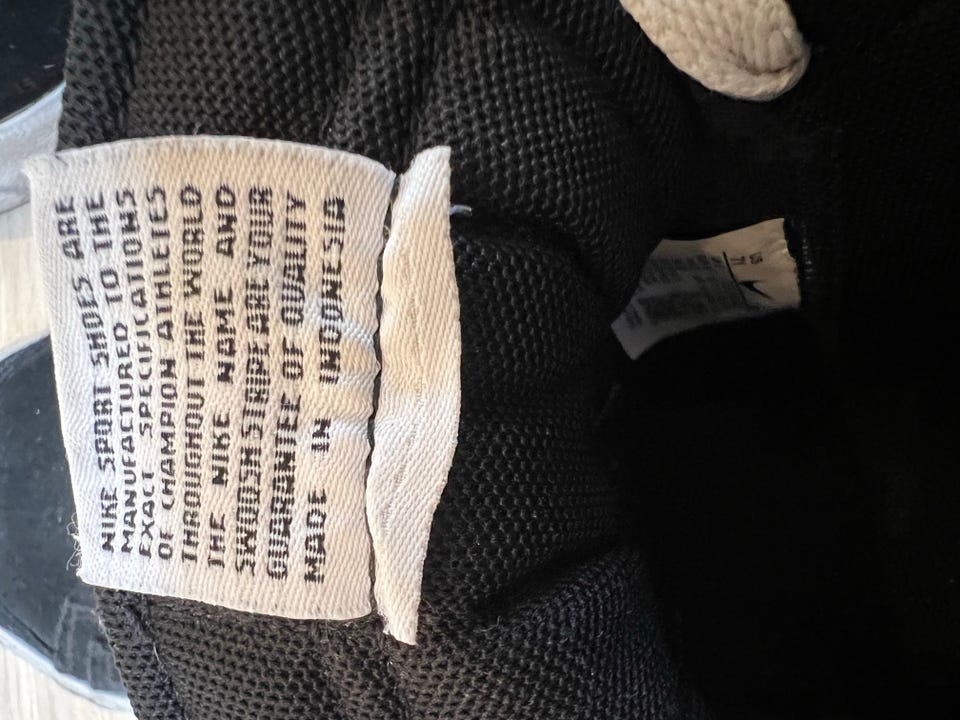 NIKE SPORT SHOES ARE
MANUFACTURED TO THE
EXACT SPECIFICATIONS
OF CHAMPION ATHLETES
THROUGHOUT THE WORLD
THE NIKE NAME AND
SWOOSH STRIPE ARE YOUR
GUARANTEE OF QUALITY
MADE IN INDONESIA